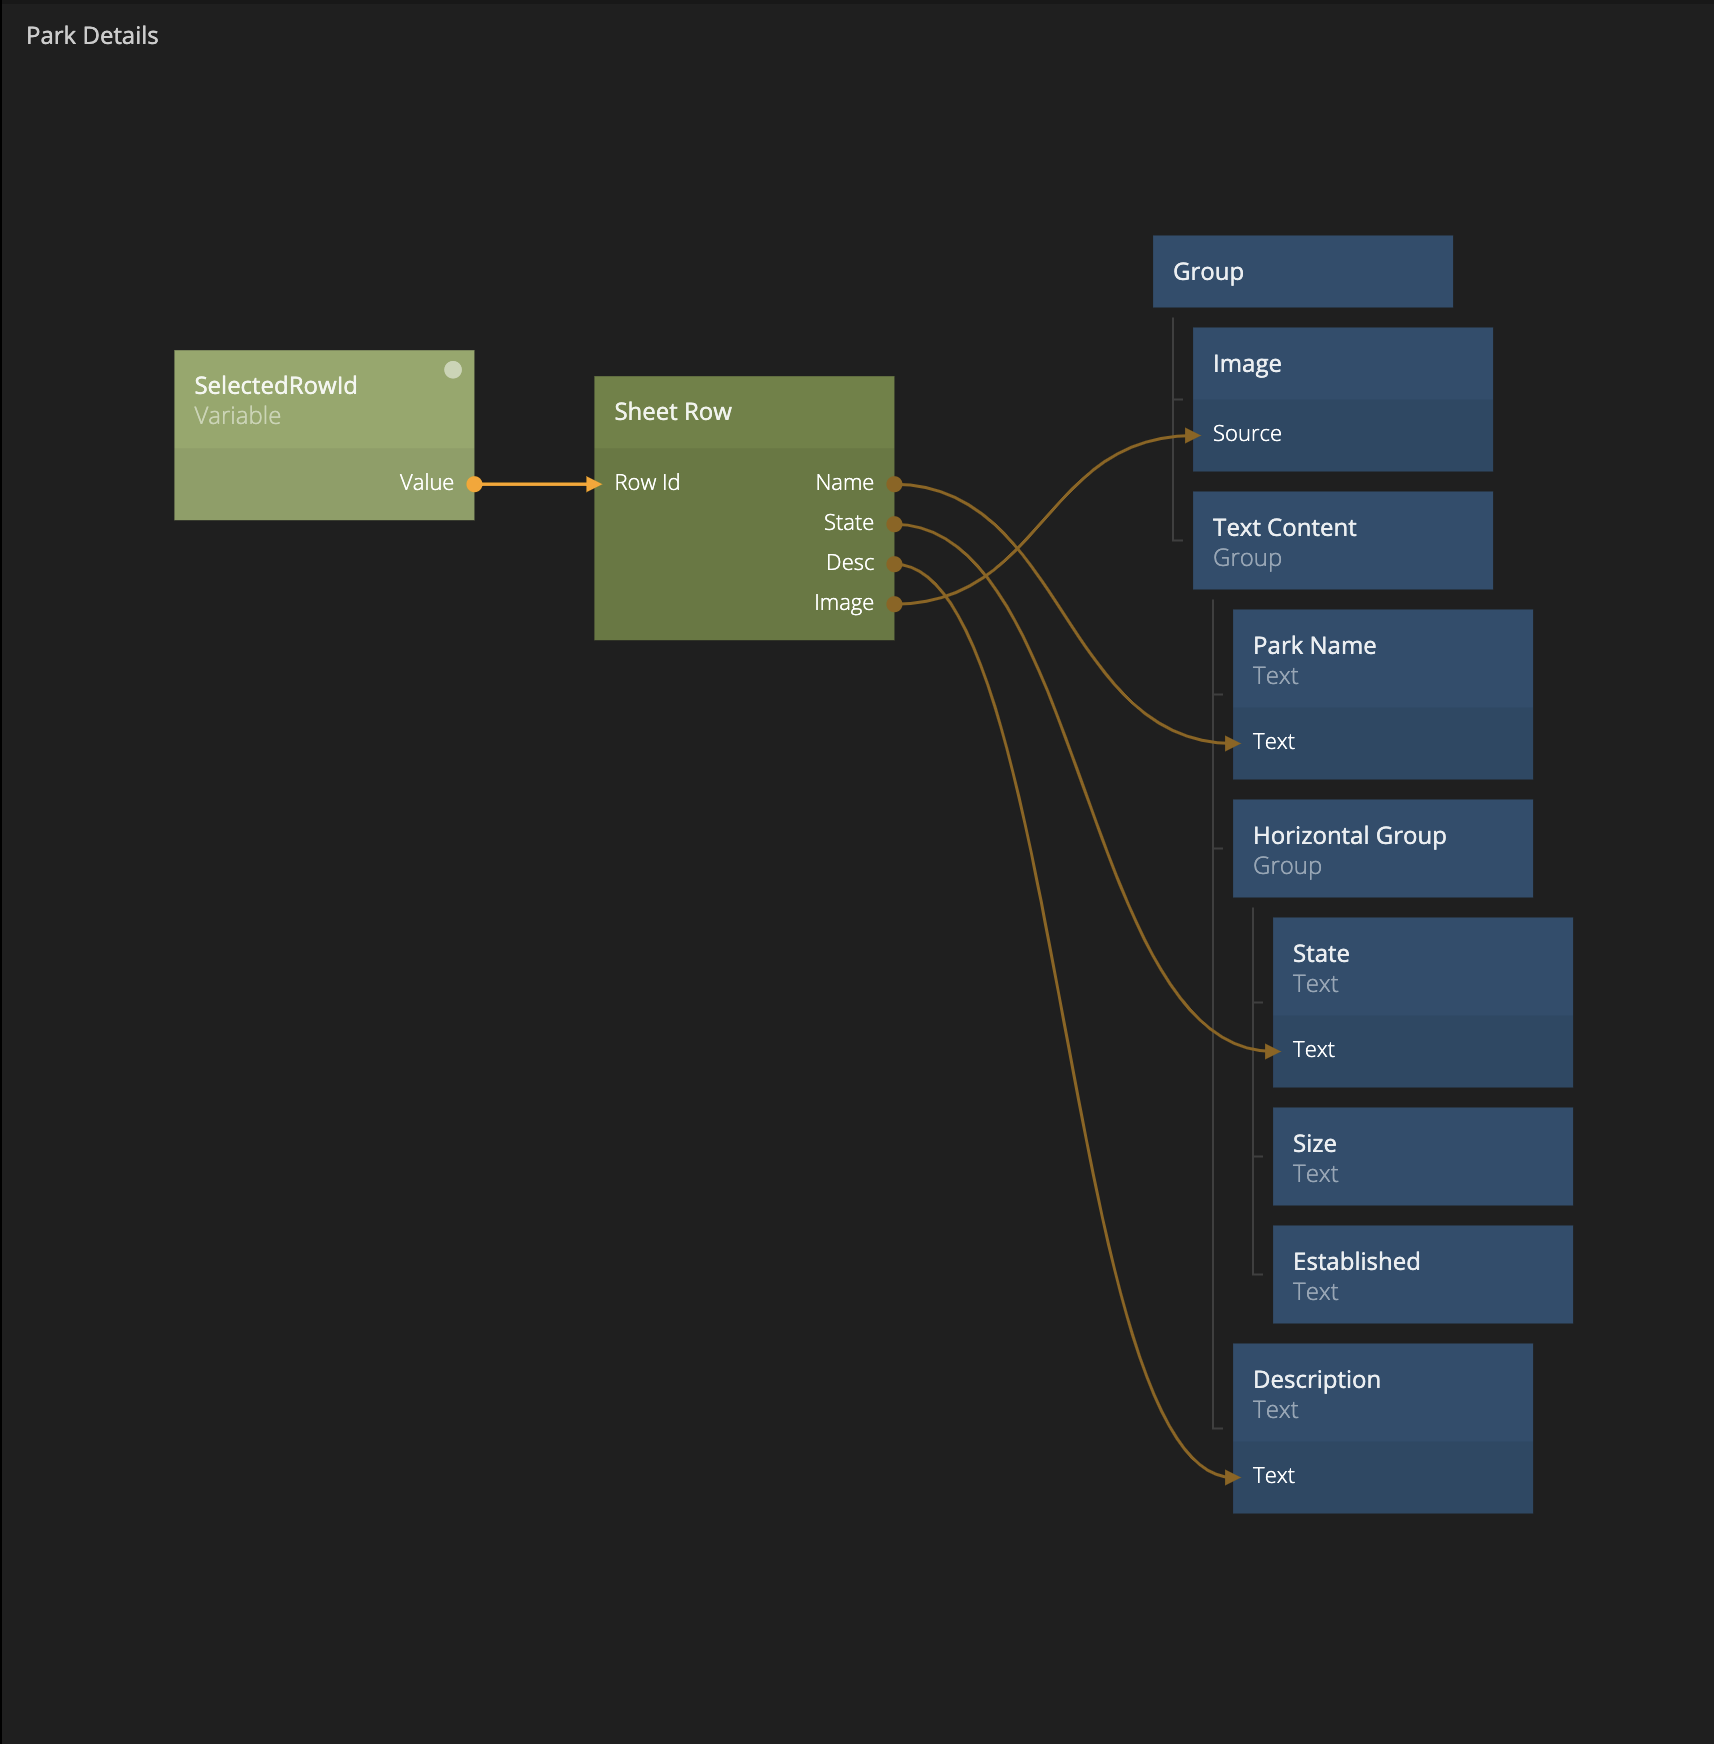 Park Details
SelectedRowId
Variable
Value
Sheet Row
Row Id
Name
State
Desc
Image
Group
Image
Source
Text Content
Group
Park Name
Text
Text
Horizontal Group
Group
State
Text
Text
Size
Text
Established
Text
Description
Text
Text